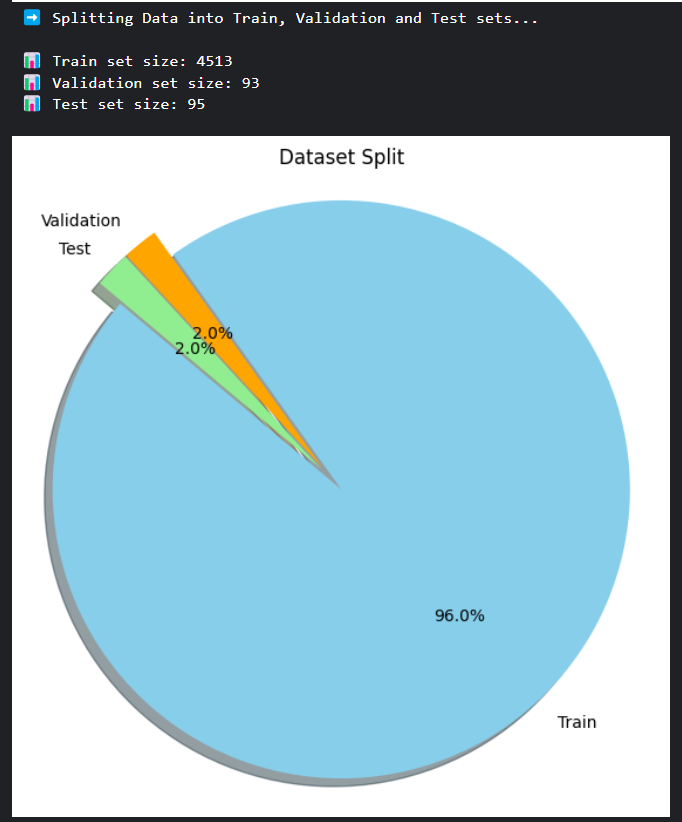 ➡️ Splitting Data into Train, Validation and Test sets...
📊 Train set size: 4513
📊 Validation set size: 93
📊 Test set size: 95
Dataset Split
Validation
Test
2.0%
2.0%
96.0%
Train